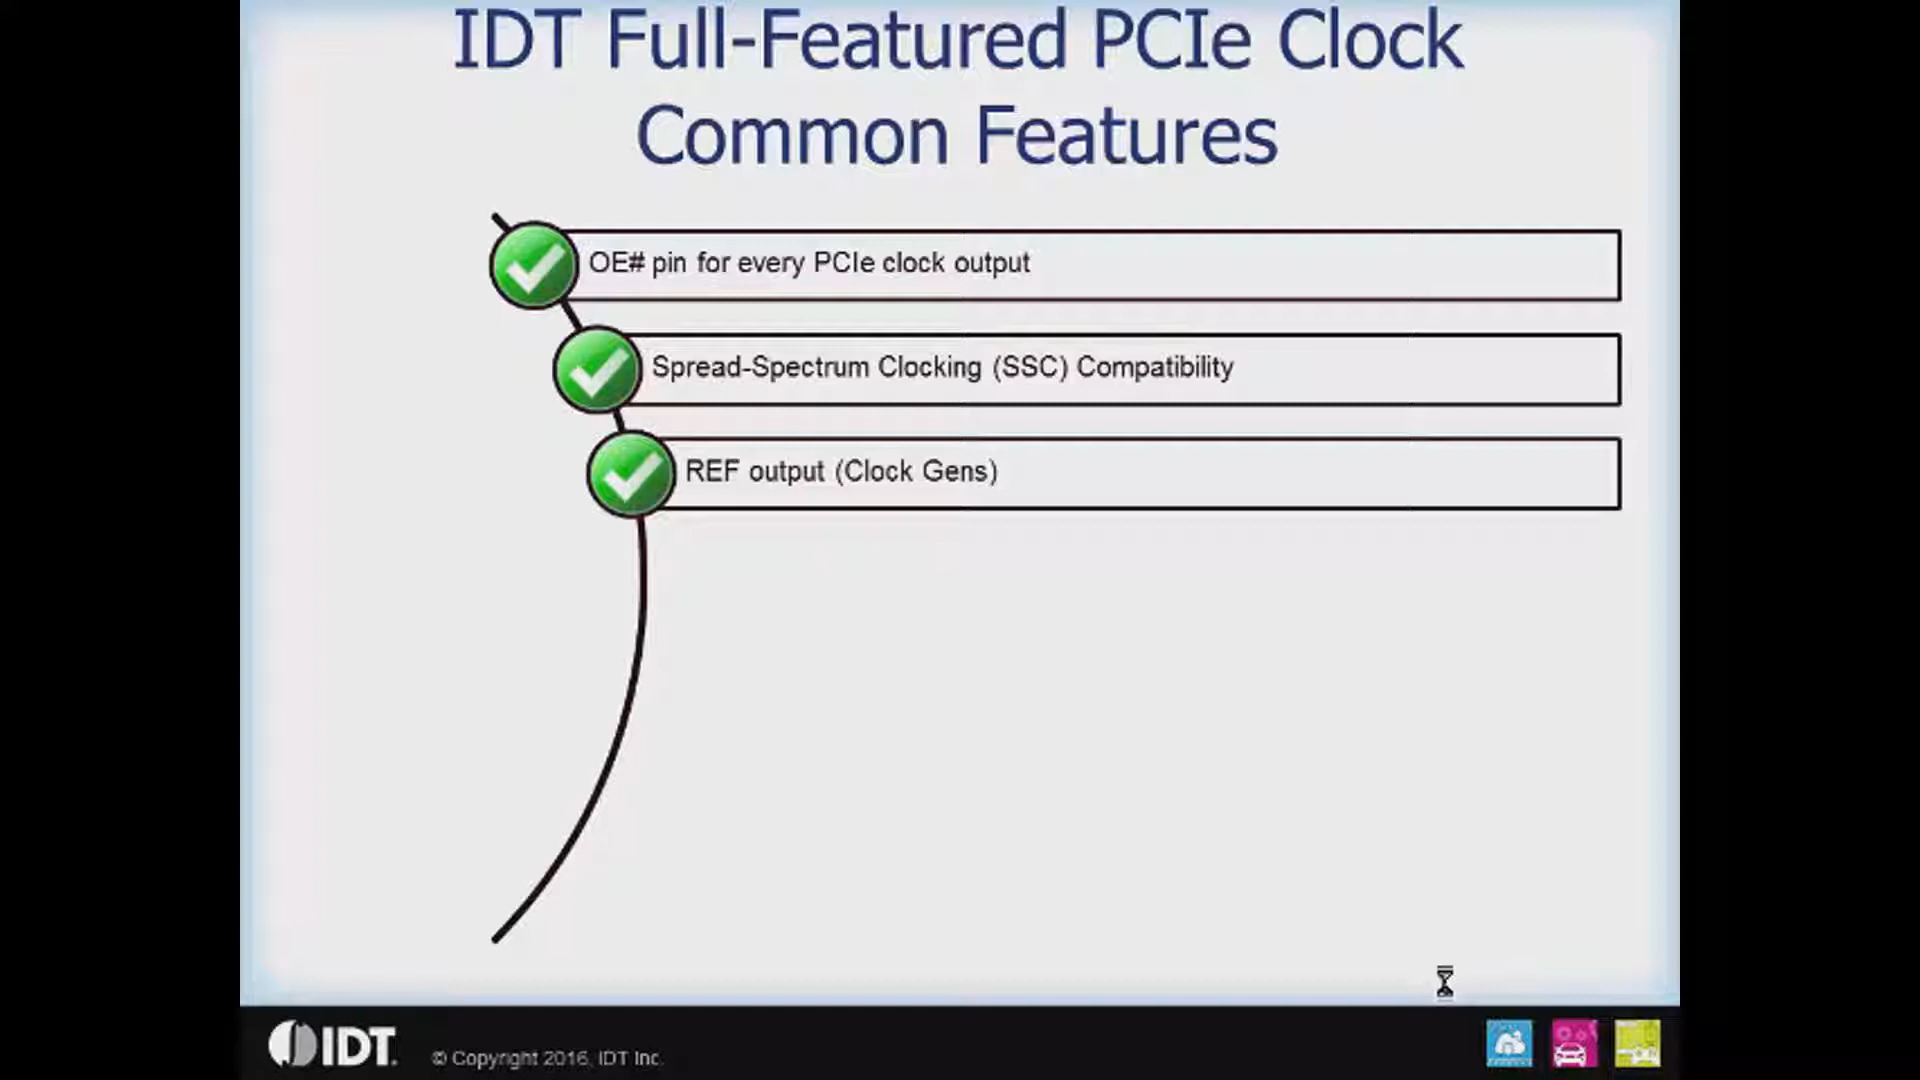 IDT Full-Featured PCIe Clock
Common Features
OE# pin for every PCIe clock output
Spread-Spectrum Clocking (SSC) Compatibility
REF output (Clock Gens)
IDT.
© Copyright 2016, IDT Inc.